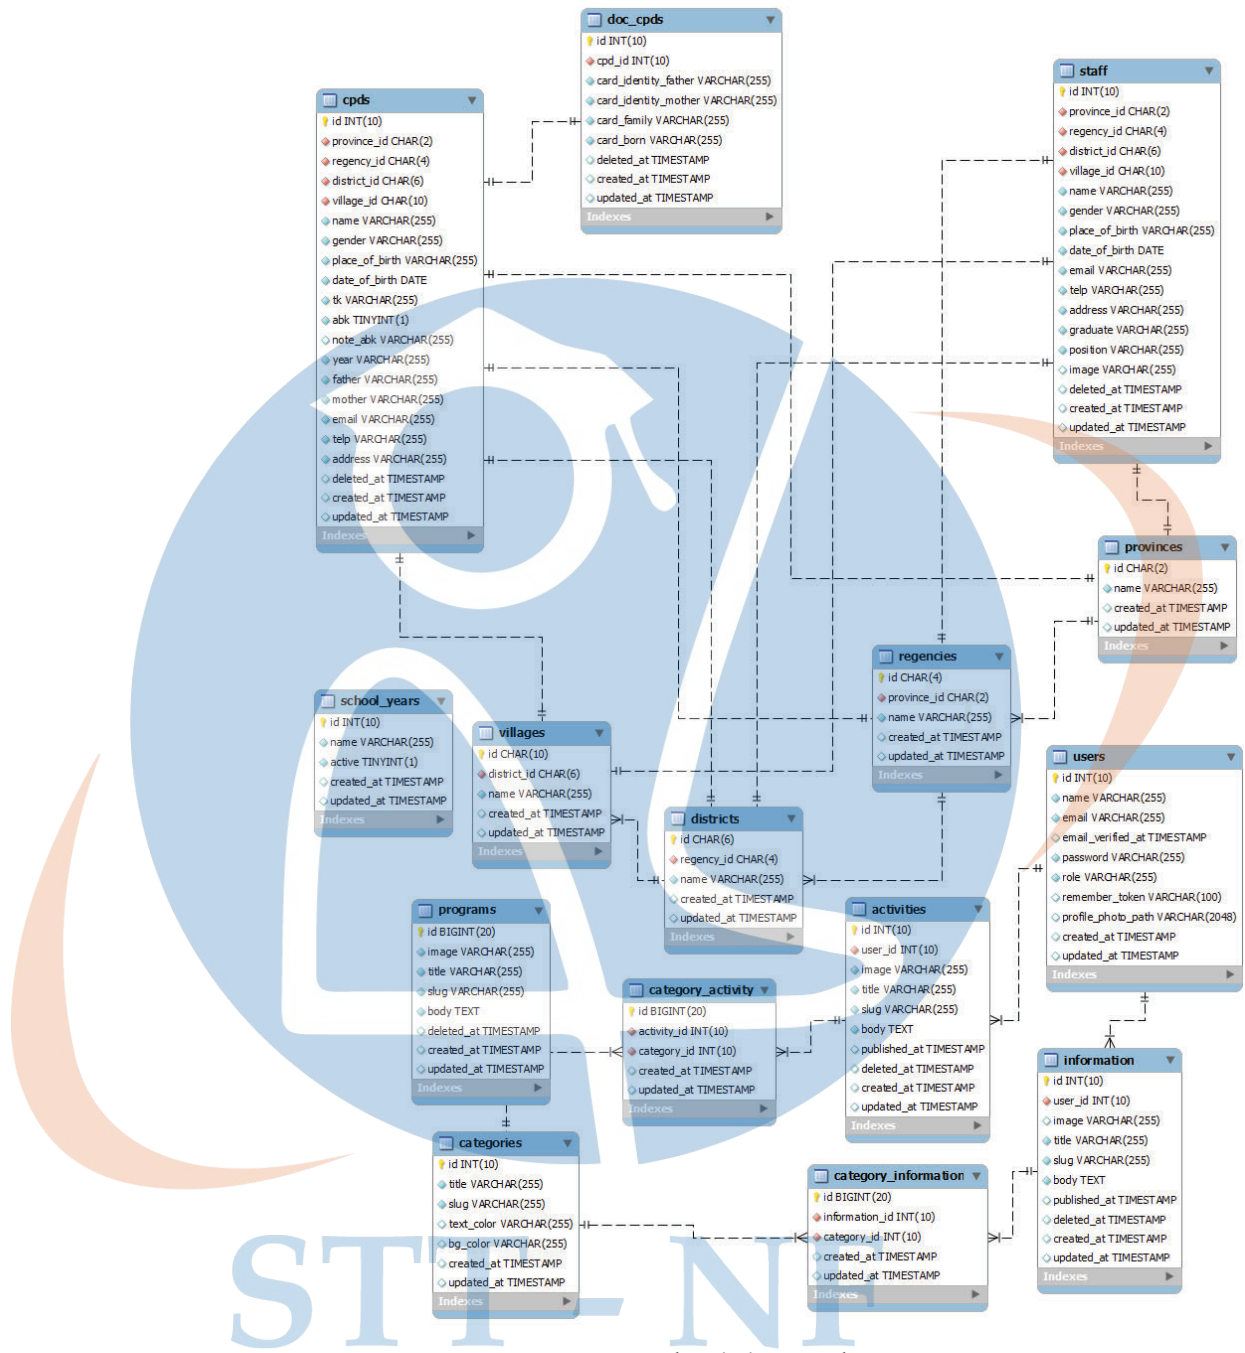 doc_cpds
id INT(10)
cpd_id INT(10)
card_identity_father VARCHAR(255)
card_identity_mother VARCHAR(255)
card_family VARCHAR(255)
card_born VARCHAR(255)
deleted_at TIMESTAMP
created_at TIMESTAMP
updated_at TIMESTAMP
Indexes
staff
id INT(10)
province_id CHAR(2)
regency_id CHAR(4)
district_id CHAR(6)
village_id CHAR(10)
name VARCHAR(255)
gender VARCHAR(255)
place_of_birth VARCHAR(255)
date_of_birth DATE
email VARCHAR(255)
telp VARCHAR(255)
address VARCHAR(255)
graduate VARCHAR(255)
position VARCHAR(255)
image VARCHAR(255)
deleted_at TIMESTAMP
created_at TIMESTAMP
updated_at TIMESTAMP
Indexes
cpds
id INT(10)
province_id CHAR(2)
regency_id CHAR(4)
district_id CHAR(6)
village_id CHAR(10)
name VARCHAR(255)
gender VARCHAR(255)
place_of_birth VARCHAR(255)
date_of_birth DATE
tk VARCHAR(255)
abk TINYINT(1)
note_abk VARCHAR(255)
year VARCHAR(255)
father VARCHAR(255)
mother VARCHAR(255)
email VARCHAR(255)
telp VARCHAR(255)
address VARCHAR(255)
deleted_at TIMESTAMP
created_at TIMESTAMP
updated_at TIMESTAMP
Indexes
provinces
id CHAR(2)
name VARCHAR(255)
created_at TIMESTAMP
updated_at TIMESTAMP
Indexes
regencies
id CHAR(4)
province_id CHAR(2)
name VARCHAR(255)
created_at TIMESTAMP
updated_at TIMESTAMP
Indexes
school_years
id INT(10)
name VARCHAR(255)
active TINYINT(1)
created_at TIMESTAMP
updated_at TIMESTAMP
Indexes
villages
id CHAR(10)
district_id CHAR(6)
name VARCHAR(255)
created_at TIMESTAMP
updated_at TIMESTAMP
Indexes
users
id INT(10)
name VARCHAR(255)
email VARCHAR(255)
email_verified_at TIMESTAMP
password VARCHAR(255)
role VARCHAR(255)
remember_token VARCHAR(100)
profile_photo_path VARCHAR(2048)
created_at TIMESTAMP
updated_at TIMESTAMP
Indexes
districts
id CHAR(6)
regency_id CHAR(4)
name VARCHAR(255)
created_at TIMESTAMP
updated_at TIMESTAMP
Indexes
programs
id BIGINT(20)
image VARCHAR(255)
title VARCHAR(255)
slug VARCHAR(255)
body TEXT
deleted_at TIMESTAMP
created_at TIMESTAMP
updated_at TIMESTAMP
Indexes
activities
id INT(10)
user_id INT(10)
image VARCHAR(255)
title VARCHAR(255)
slug VARCHAR(255)
body TEXT
published_at TIMESTAMP
deleted_at TIMESTAMP
created_at TIMESTAMP
updated_at TIMESTAMP
Indexes
category_activity
id BIGINT(20)
activity_id INT(10)
category_id INT(10)
created_at TIMESTAMP
updated_at TIMESTAMP
Indexes
information
id INT(10)
user_id INT(10)
image VARCHAR(255)
title VARCHAR(255)
slug VARCHAR(255)
body TEXT
published_at TIMESTAMP
deleted_at TIMESTAMP
created_at TIMESTAMP
updated_at TIMESTAMP
Indexes
categories
id INT(10)
title VARCHAR(255)
slug VARCHAR(255)
text_color VARCHAR(255)
bg_color VARCHAR(255)
created_at TIMESTAMP
updated_at TIMESTAMP
Indexes
category_information
id BIGINT(20)
information_id INT(10)
category_id INT(10)
created_at TIMESTAMP
updated_at TIMESTAMP
Indexes
STT - NF